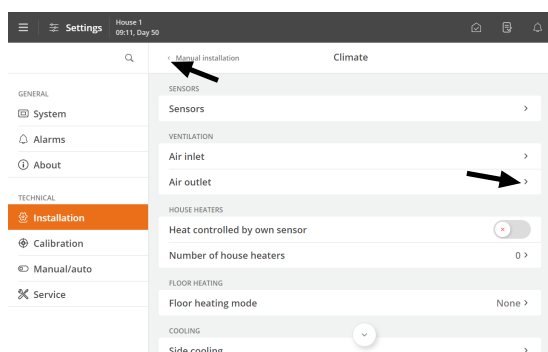 Settings
House 1
09:11, Day 50
Manual installation
Climate
GENERAL
System
Alarms
About
TECHNICAL
Installation
Calibration
Manual/auto
Service
SENSORS
Sensors
VENTILATION
Air inlet
Air outlet
HOUSE HEATERS
Heat controlled by own sensor
Number of house heaters 0
FLOOR HEATING
Floor heating mode None
COOLING
Side cooling